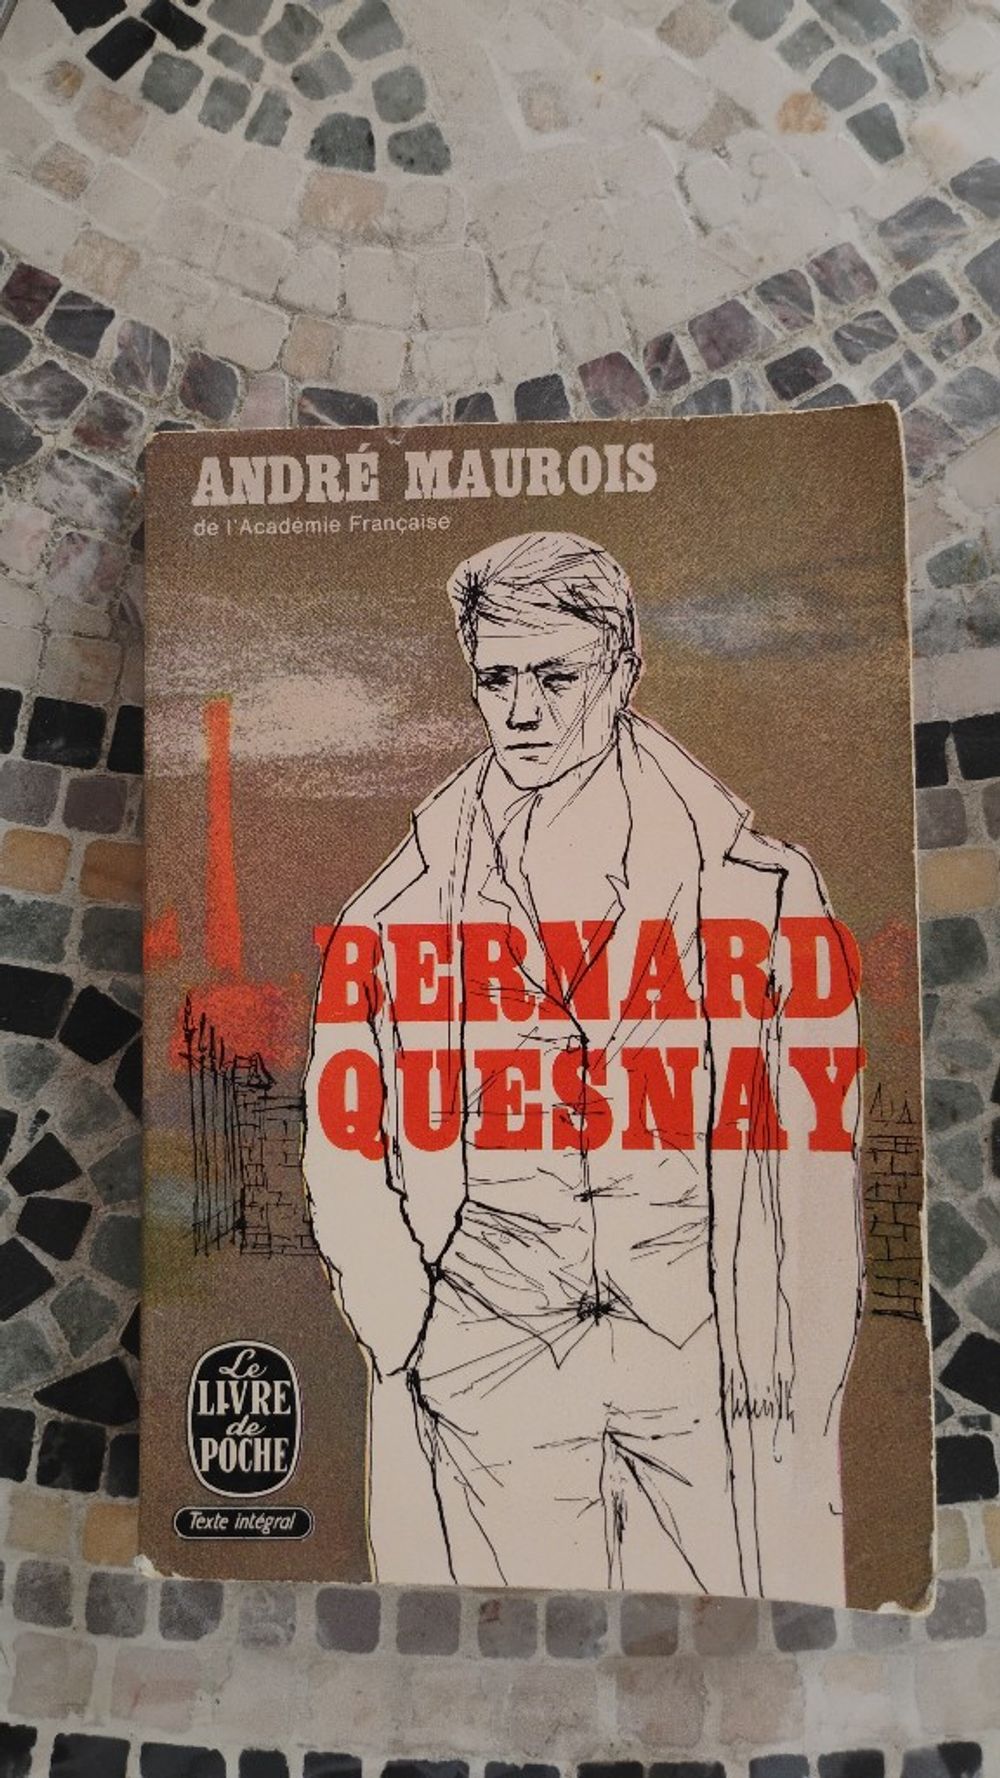 ANDRÉ MAUROIS
de l'Académie Française
BERNARD
QUESNAY
Le
LIVRE
de
POCHE
Texte intégral